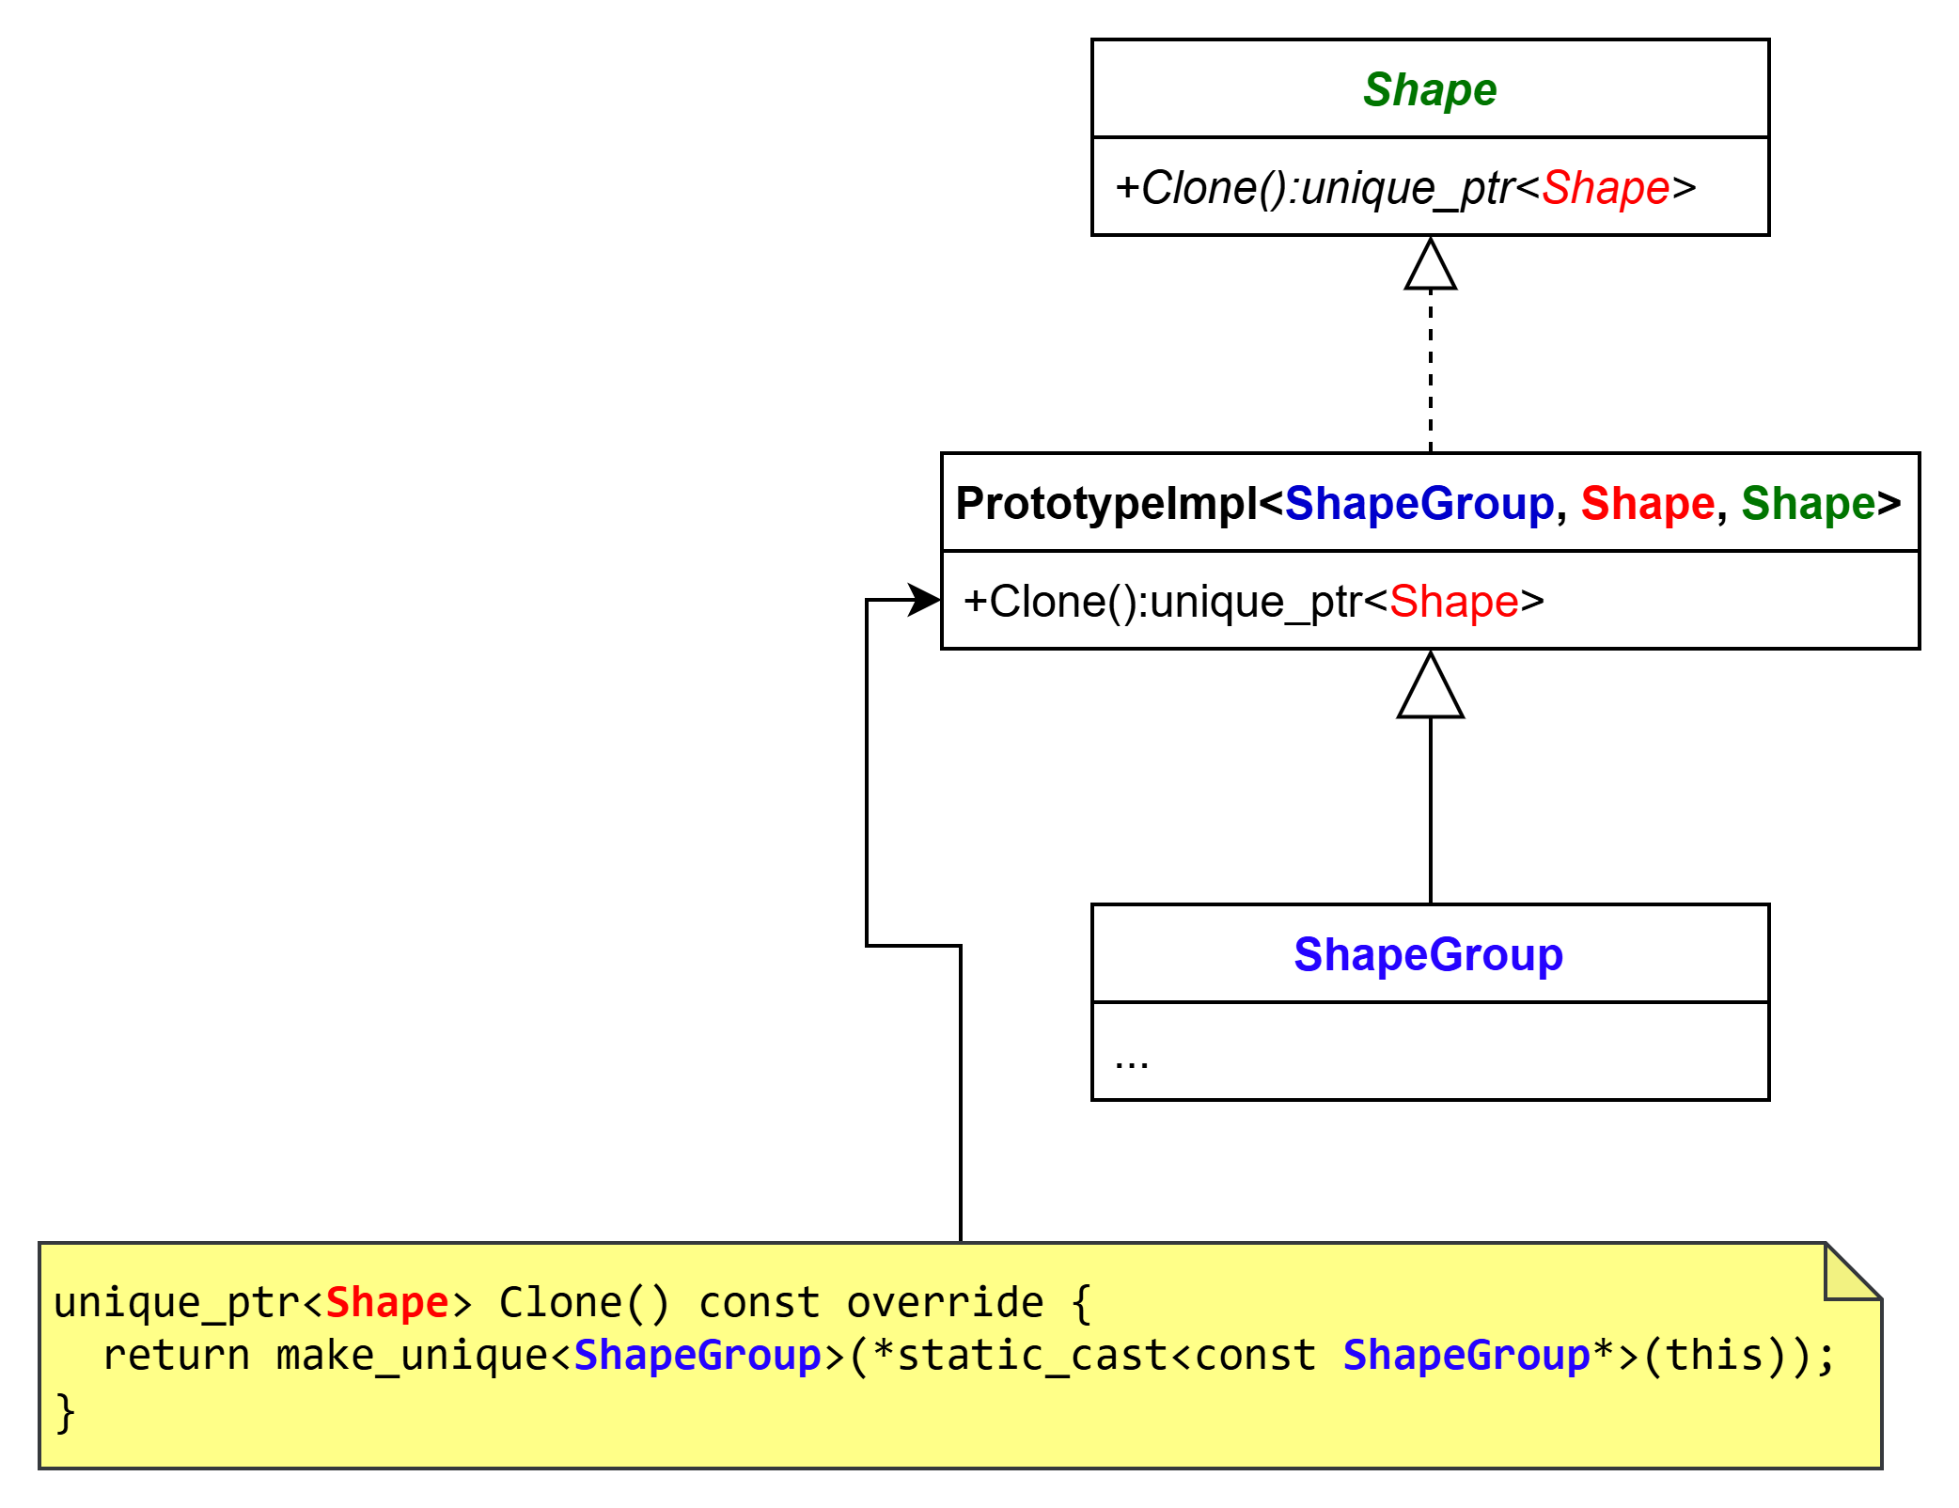 Shape
+Clone():unique_ptr<Shape>
PrototypeImpl<ShapeGroup, Shape, Shape>
+Clone():unique_ptr<Shape>
ShapeGroup
...
unique_ptr<Shape> Clone() const override {
  return make_unique<ShapeGroup>(*static_cast<const ShapeGroup*>(this));
}